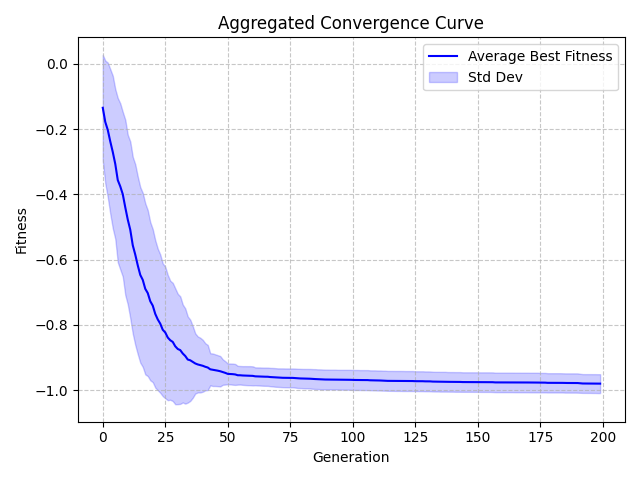 Aggregated Convergence Curve
Average Best Fitness
Std Dev
Fitness
0.0
−0.2
−0.4
−0.6
−0.8
−1.0
0 25 50 75 100 125 150 175 200
Generation